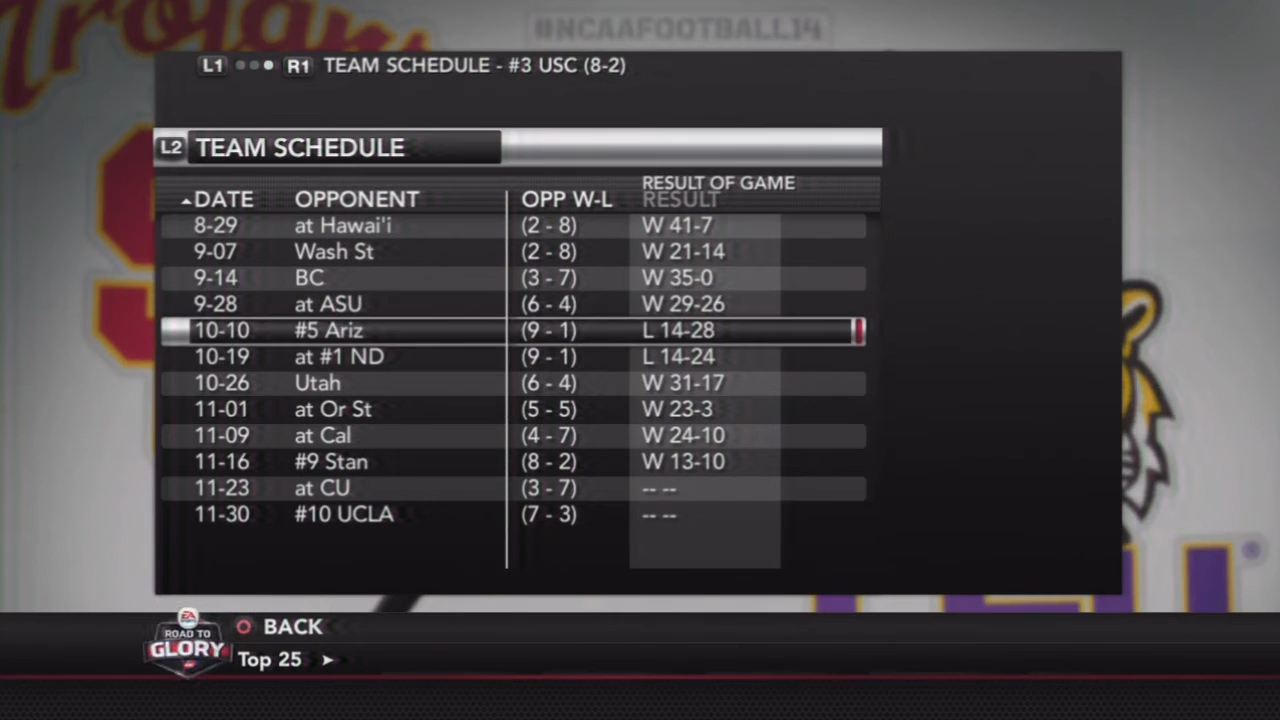 Trojans
#NCAAFOOTBALL14
L1 R1 TEAM SCHEDULE - #3 USC (8-2)
L2 TEAM SCHEDULE
DATE OPPONENT OPP W-L RESULT OF GAME
RESULT
8-29 at Hawai'i (2 - 8) W 41-7
9-07 Wash St (2 - 8) W 21-14
9-14 BC (3 - 7) W 35-0
9-28 at ASU (6 - 4) W 29-26
10-10 #5 Ariz (9 - 1) L 14-28
10-19 at #1 ND (9 - 1) L 14-24
10-26 Utah (6 - 4) W 31-17
11-01 at Or St (5 - 5) W 23-3
11-09 at Cal (4 - 7) W 24-10
11-16 #9 Stan (8 - 2) W 13-10
11-23 at CU (3 - 7) -- --
11-30 #10 UCLA (7 - 3) -- --
EA
ROAD TO
GLORY
BACK
Top 25